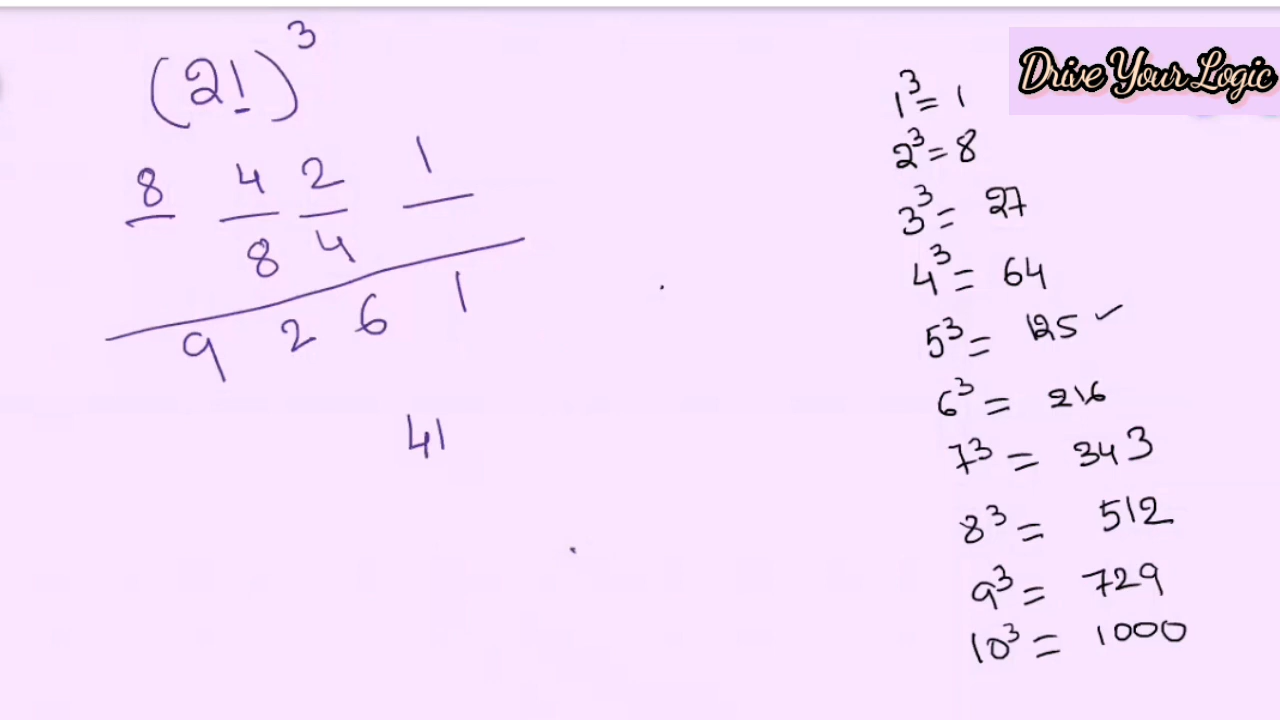 (21)³
8 4 2 1
8 4
9 2 6 1
41
Drive Your Logic
1³ = 1
2³ = 8
3³ = 27
4³ = 64
5³ = 125 ✓
6³ = 216
7³ = 343
8³ = 512
9³ = 729
10³ = 1000